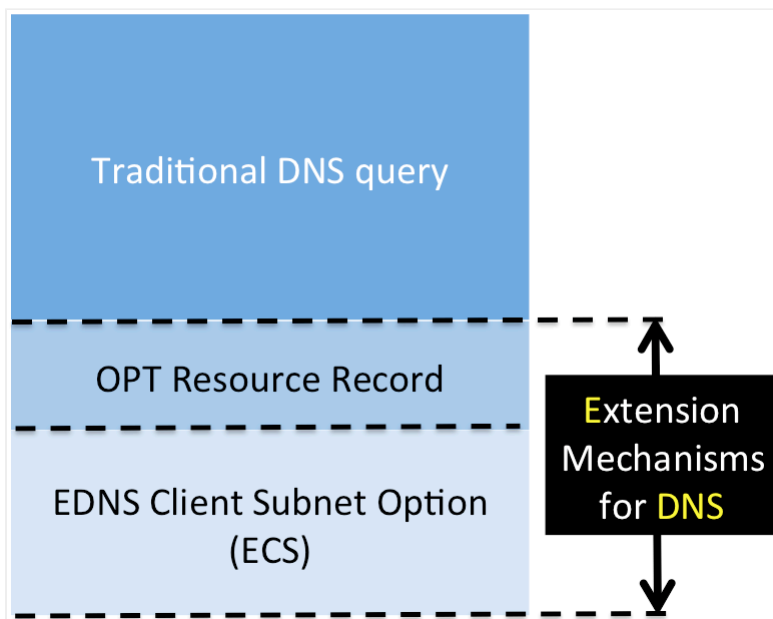 Traditional DNS query
OPT Resource Record
EDNS Client Subnet Option
(ECS)
Extension
Mechanisms
for DNS